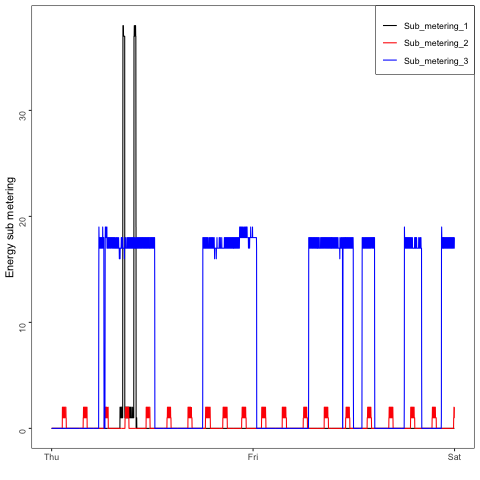 Sub_metering_1
Sub_metering_2
Sub_metering_3
Energy sub metering
30
20
10
0
Thu
Fri
Sat